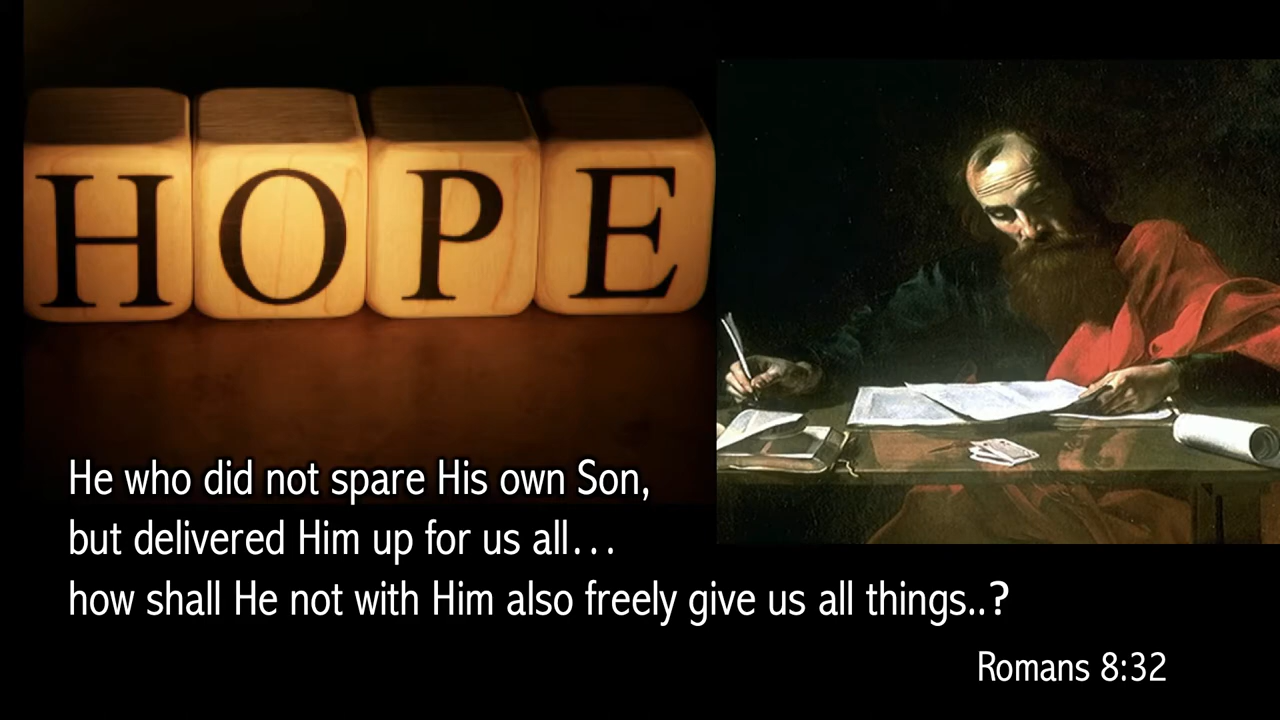 HOPE
He who did not spare His own Son,
but delivered Him up for us all...
how shall He not with Him also freely give us all things..?
Romans 8:32